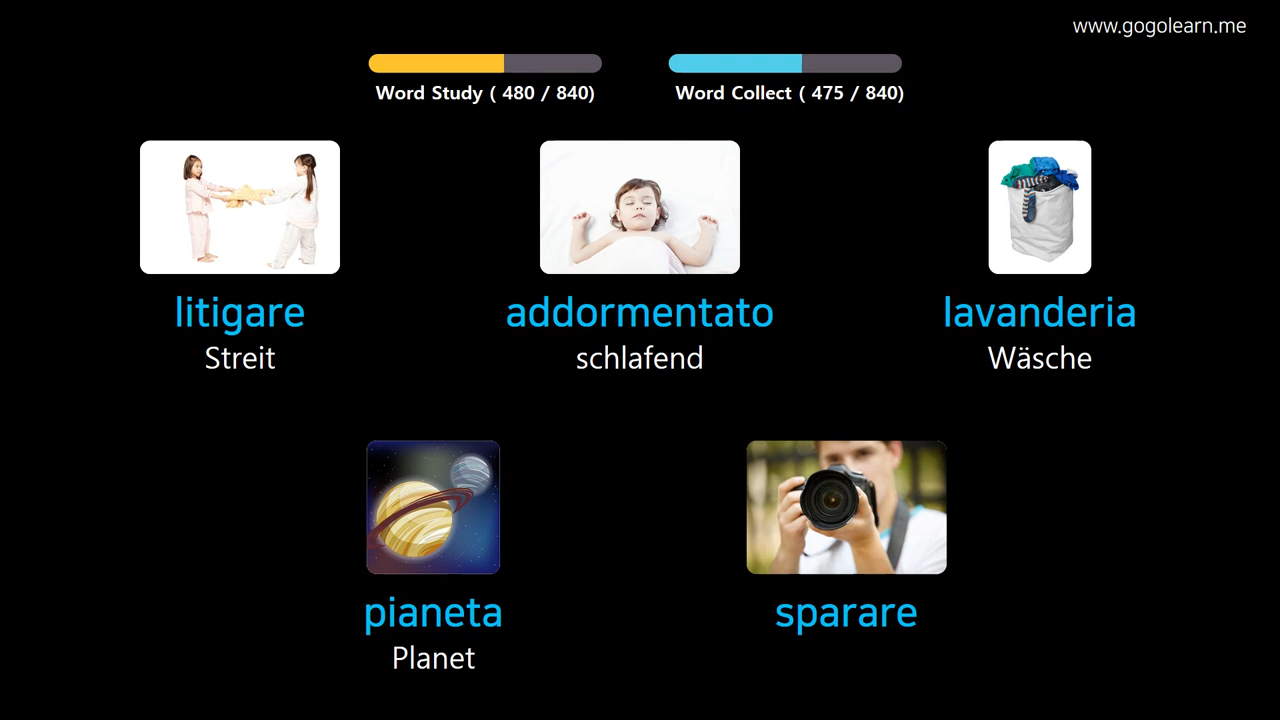 www.gogolearn.me
Word Study ( 480 / 840)
Word Collect ( 475 / 840)
litigare
Streit
addormentato
schlafend
lavanderia
Wäsche
pianeta
Planet
sparare